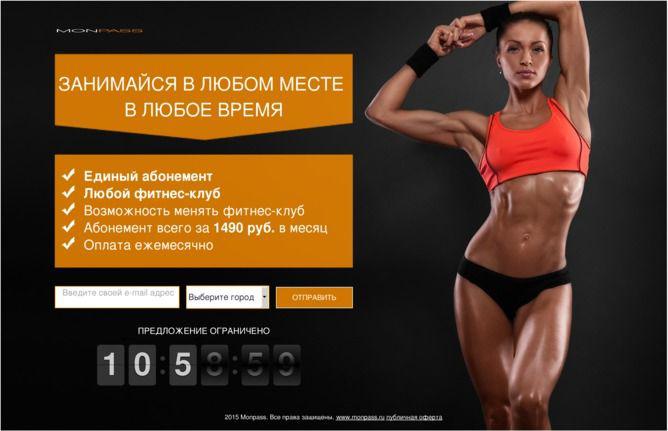 MONPASS
ЗАНИМАЙСЯ В ЛЮБОМ МЕСТЕ
В ЛЮБОЕ ВРЕМЯ
Единый абонемент
Любой фитнес-клуб
Возможность менять фитнес-клуб
Абонемент всего за 1490 руб. в месяц
Оплата ежемесячно
Введите своей e-mail адрес
Выберите город
ОТПРАВИТЬ
ПРЕДЛОЖЕНИЕ ОГРАНИЧЕНО
10:58:59
2015 Monpass. Все права защищены. www.monpass.ru публичная оферта